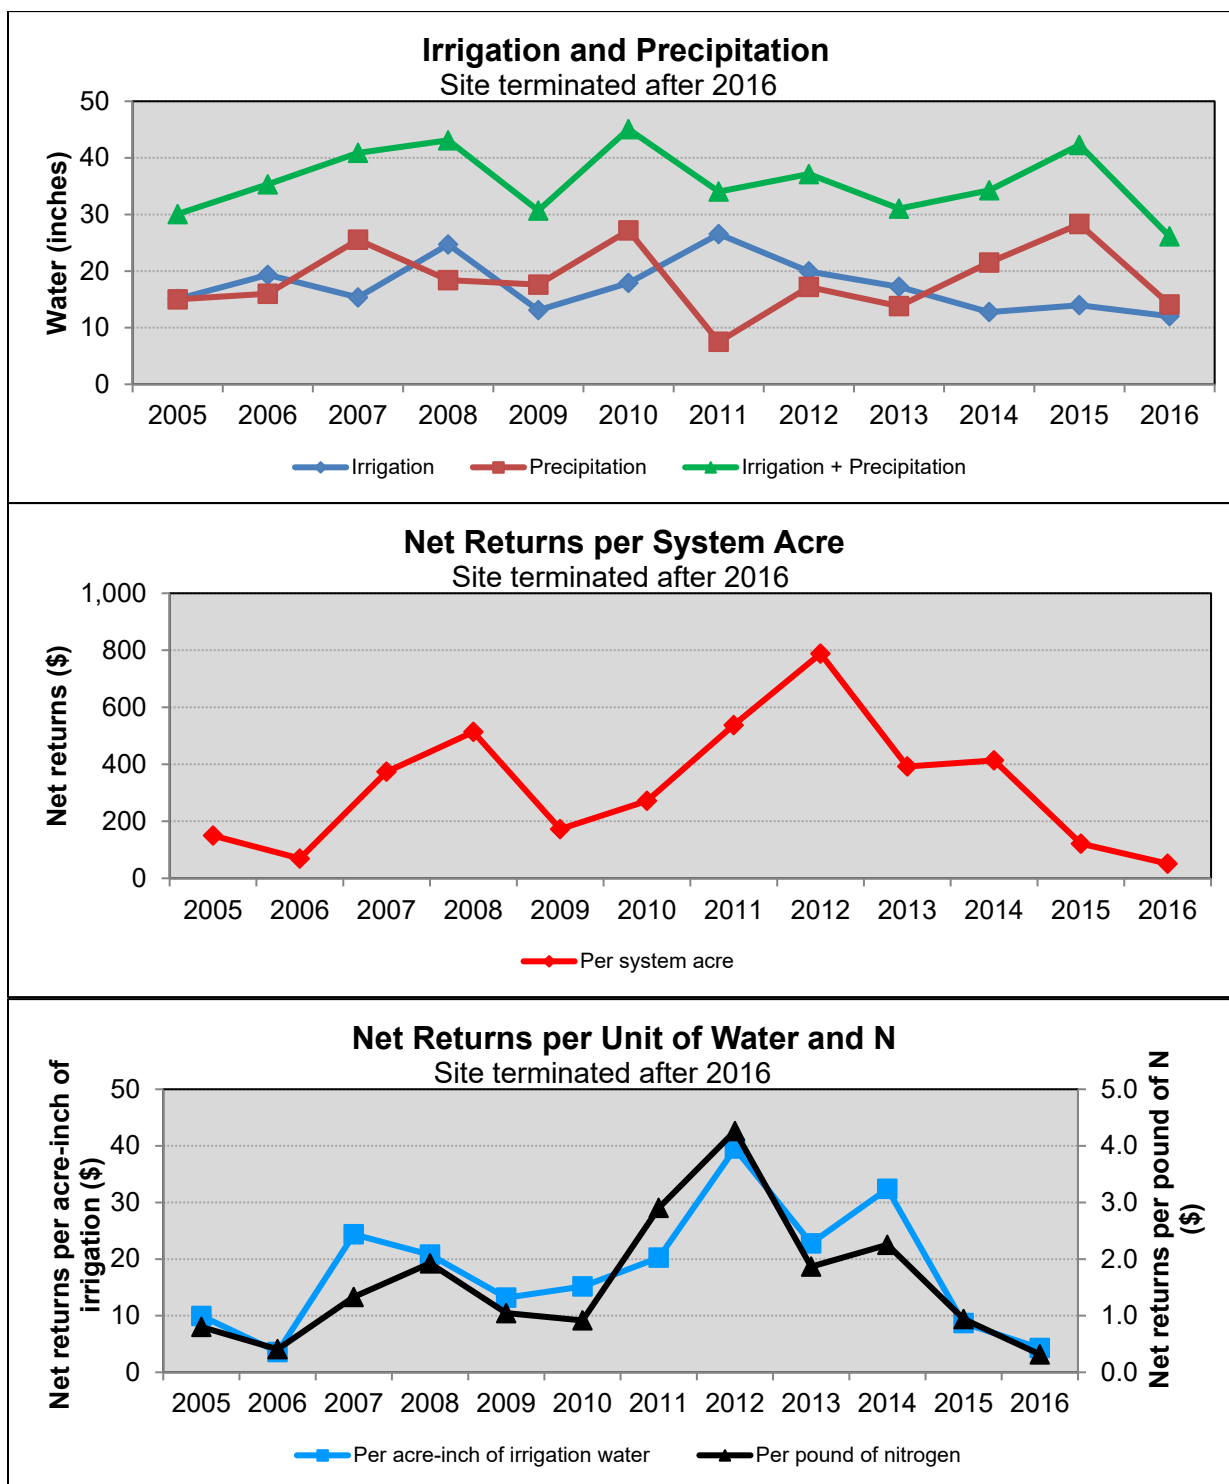 Irrigation and Precipitation
Site terminated after 2016
Water (inches)
50
40
30
20
10
0
2005 2006 2007 2008 2009 2010 2011 2012 2013 2014 2015 2016
Irrigation Precipitation Irrigation + Precipitation
Net Returns per System Acre
Site terminated after 2016
Net returns ($)
1,000
800
600
400
200
0
2005 2006 2007 2008 2009 2010 2011 2012 2013 2014 2015 2016
Per system acre
Net Returns per Unit of Water and N
Site terminated after 2016
Net returns per acre-inch of
irrigation ($)
50
40
30
20
10
0
5.0
4.0
3.0
2.0
1.0
0.0
Net returns per pound of N
($)
2005 2006 2007 2008 2009 2010 2011 2012 2013 2014 2015 2016
Per acre-inch of irrigation water Per pound of nitrogen